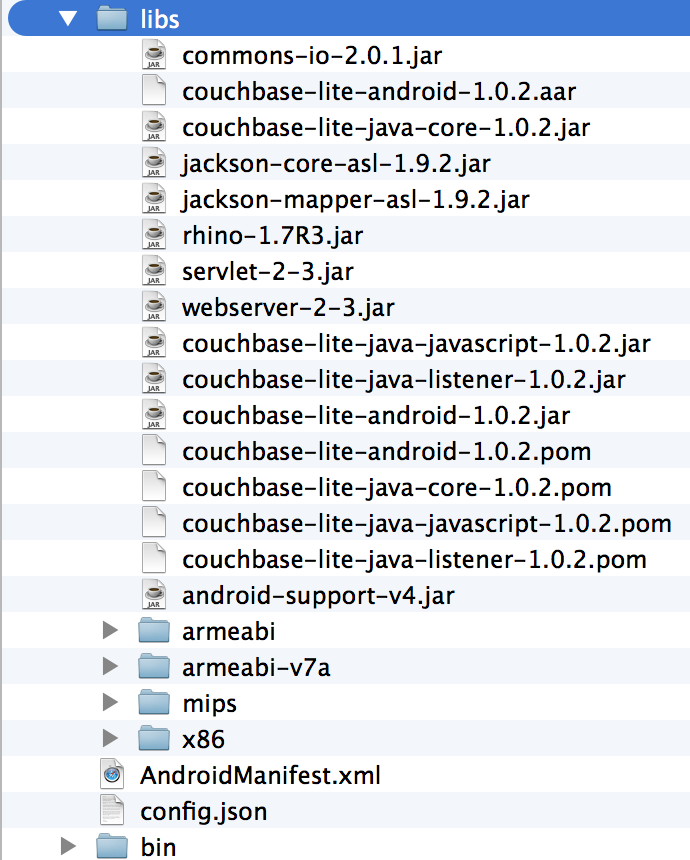 libs
commons-io-2.0.1.jar
couchbase-lite-android-1.0.2.aar
couchbase-lite-java-core-1.0.2.jar
jackson-core-asl-1.9.2.jar
jackson-mapper-asl-1.9.2.jar
rhino-1.7R3.jar
servlet-2-3.jar
webserver-2-3.jar
couchbase-lite-java-javascript-1.0.2.jar
couchbase-lite-java-listener-1.0.2.jar
couchbase-lite-android-1.0.2.jar
couchbase-lite-android-1.0.2.pom
couchbase-lite-java-core-1.0.2.pom
couchbase-lite-java-javascript-1.0.2.pom
couchbase-lite-java-listener-1.0.2.pom
android-support-v4.jar
armeabi
armeabi-v7a
mips
x86
AndroidManifest.xml
config.json
bin
JAR
JAR
JAR
JAR
JAR
JAR
JAR
JAR
JAR
JAR
JAR